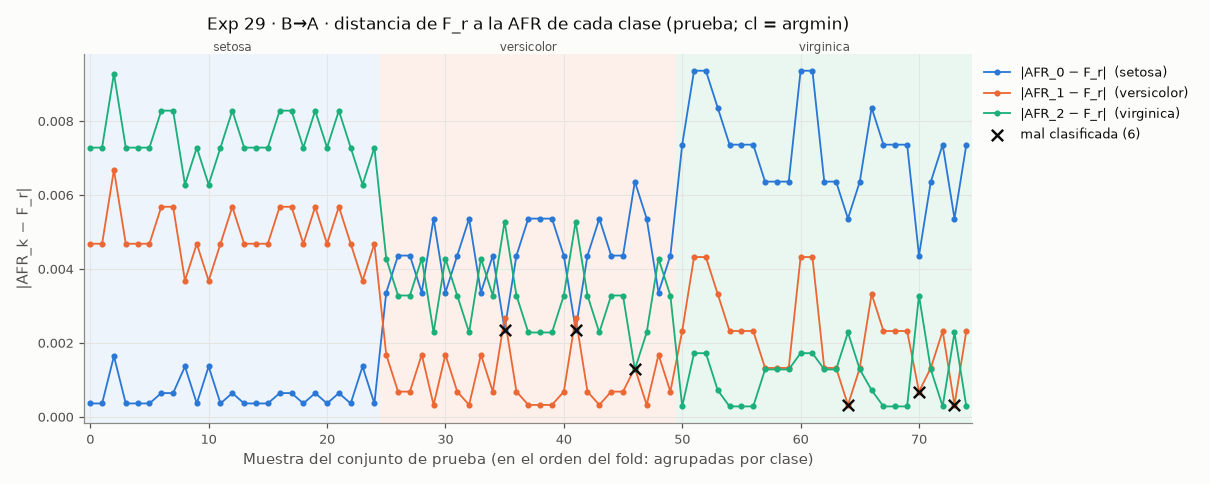 Exp 29 · B→A · distancia de F_r a la AFR de cada clase (prueba; cl = argmin)
setosa
versicolor
virginica
|AFR_0 − F_r| (setosa)
|AFR_1 − F_r| (versicolor)
|AFR_2 − F_r| (virginica)
mal clasificada (6)
|AFR_k − F_r|
0.008
0.006
0.004
0.002
0.000
0 10 20 30 40 50 60 70
Muestra del conjunto de prueba (en el orden del fold: agrupadas por clase)